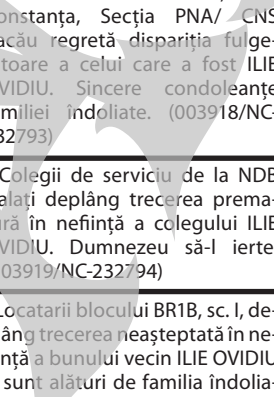 onstanța, Secția PNA/ CNS
acău regretă dispariția fulge-
toare a celui care a fost ILIE
VIDIU. Sincere condoleanțe
miliei îndoliate. (003918/NC-
32793)
Colegii de serviciu de la NDB
alați deplâng trecerea prema-
ură în neființă a colegului ILIE
VIDIU. Dumnezeu să-l ierte!
03919/NC-232794)
Locatarii blocului BR1B, sc. I, de-
âng trecerea neașteptată în ne-
nță a bunului vecin ILIE OVIDIU
sunt alături de familia îndolia-